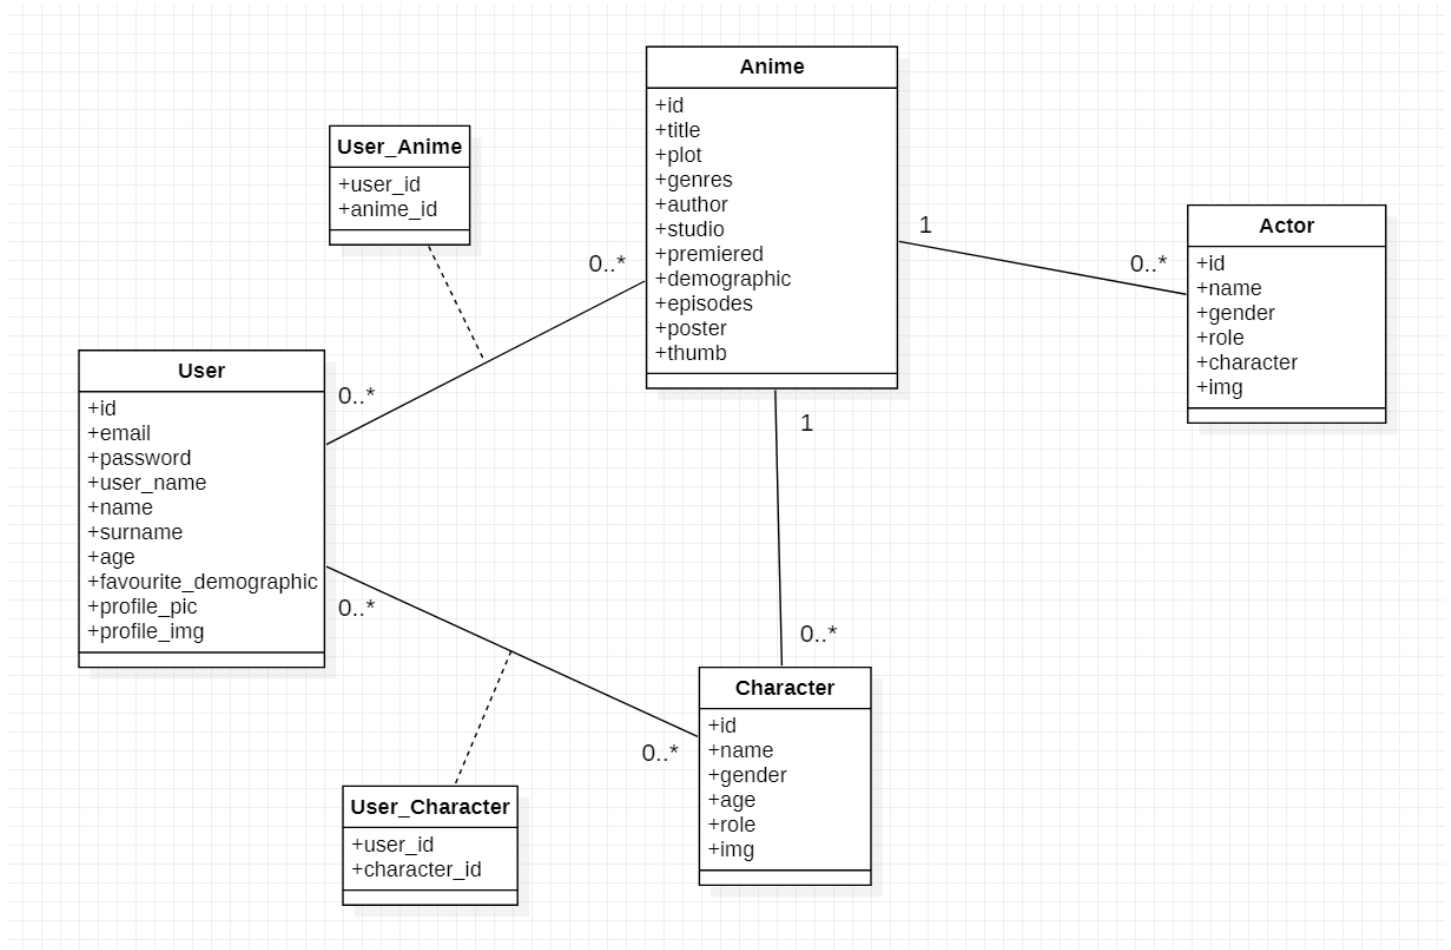 Anime
+id
+title
+plot
+genres
+author
+studio
+premiered
+demographic
+episodes
+poster
+thumb
User_Anime
+user_id
+anime_id
Actor
+id
+name
+gender
+role
+character
+img
1
0..*
0..*
0..*
User
+id
+email
+password
+user_name
+name
+surname
+age
+favourite_demographic
+profile_pic
+profile_img
1
0..*
0..*
0..*
Character
+id
+name
+gender
+age
+role
+img
User_Character
+user_id
+character_id